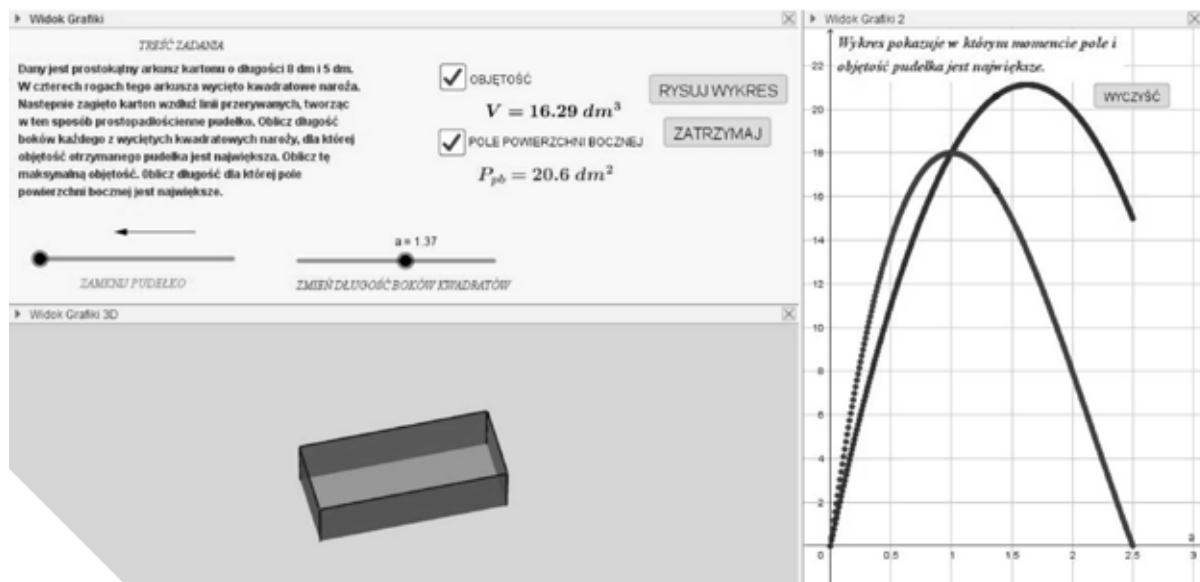 Widok Grafiki
TREŚĆ ZADANIA
Dany jest prostokątny arkusz kartonu o długości 8 dm i 5 dm.
W czterech rogach tego arkusza wycięto kwadratowe naroża.
Następnie zagięto karton wzdłuż linii przerywanych, tworząc
w ten sposób prostopadłościenne pudełko. Oblicz długość
boków każdego z wyciętych kwadratowych naroży, dla której
objętość otrzymanego pudełka jest największa. Oblicz tę
maksymalną objętość. Oblicz długość dla której pole
powierzchni bocznej jest największe.
OBJĘTOŚĆ
V = 16.29 dm³
POLE POWIERZCHNI BOCZNEJ
P_pb = 20.6 dm²
RYSUJ WYKRES
ZATRZYMAJ
ZAMKNIJ PUDEŁKO
a = 1.37
ZMIEŃ DŁUGOŚĆ BOKÓW KWADRATÓW
Widok Grafiki 3D
Widok Grafiki 2
Wykres pokazuje w którym momencie pole i
objętość pudełka jest największe.
WYCZYŚĆ
22
20
18
16
14
12
10
8
6
4
2
0 0.5 1 1.5 2 2.5 3
a